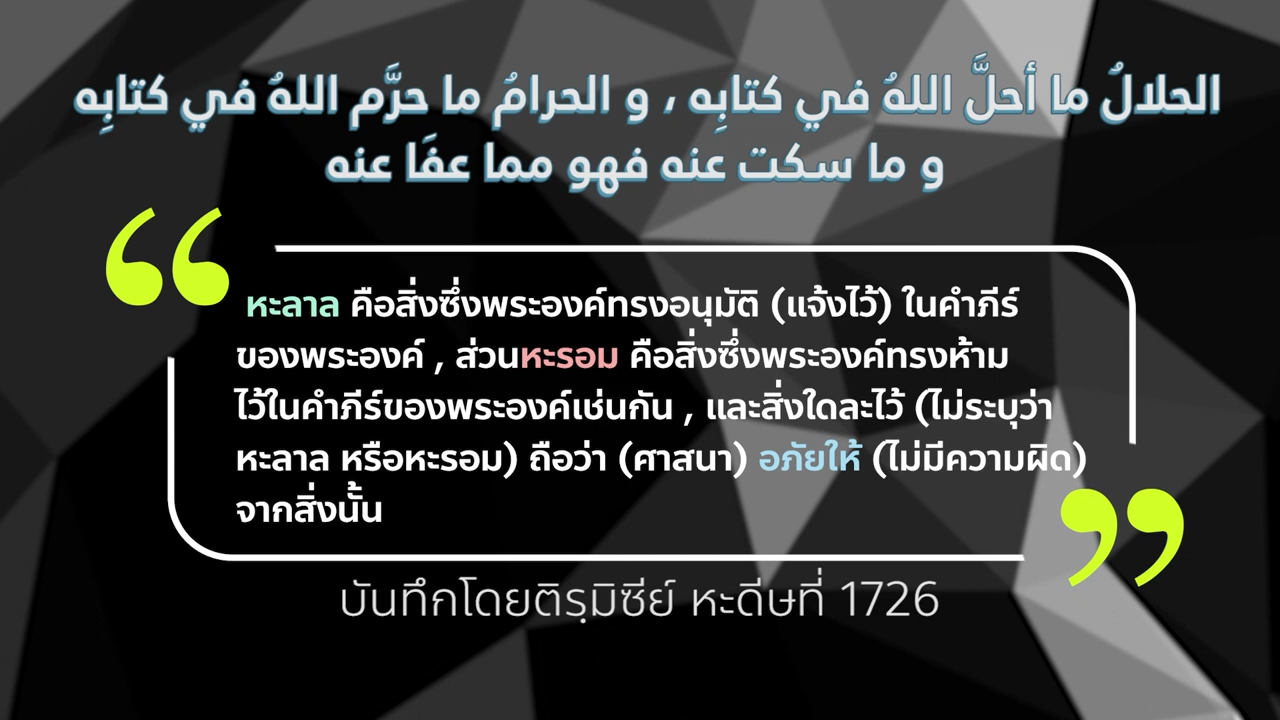 الحلالُ ما أحلَّ اللهُ في كتابِه ، و الحرامُ ما حرَّم اللهُ في كتابِه
و ما سكت عنه فهو مما عفَا عنه
หะลาล คือสิ่งซึ่งพระองค์ทรงอนุมัติ (แจ้งไว้) ในคำภีร์
ของพระองค์ , ส่วนหะรอม คือสิ่งซึ่งพระองค์ทรงห้าม
ไว้ในคำภีร์ของพระองค์เช่นกัน , และสิ่งใดละไว้ (ไม่ระบุว่า
หะลาล หรือหะรอม) ถือว่า (ศาสนา) อภัยให้ (ไม่มีความผิด)
จากสิ่งนั้น
บันทึกโดยติรฺมิซีย์ หะดีษที่ 1726